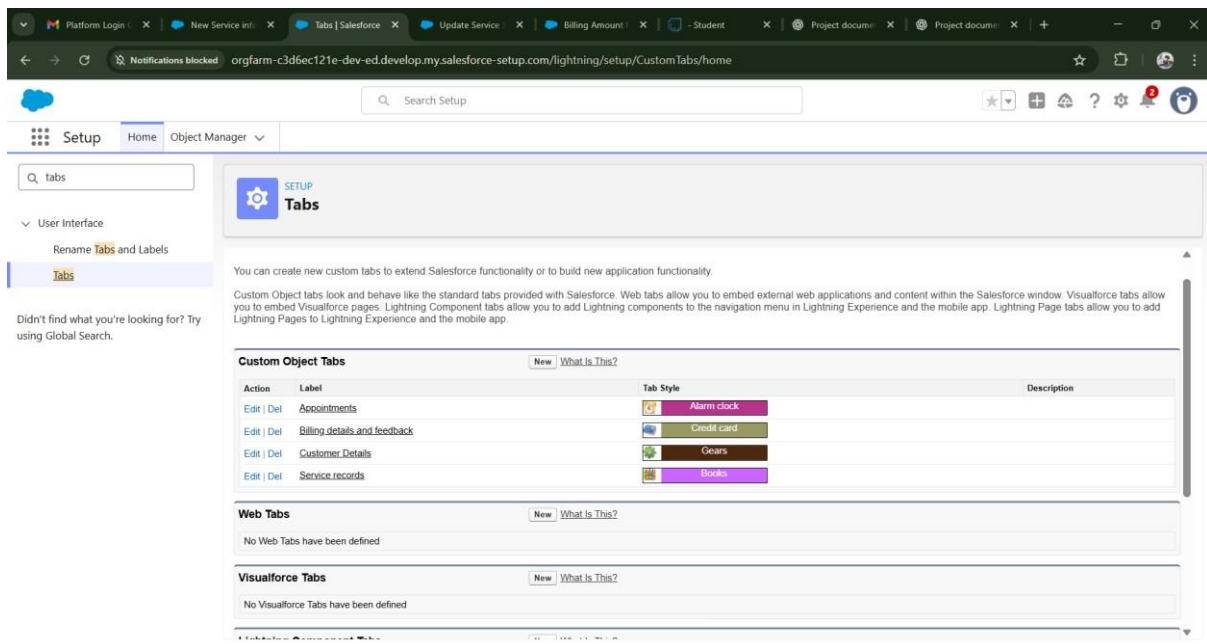 Platform Login
New Service info
Tabs | Salesforce
Update Service
Billing Amount
- Student
Project docume
Project docume
Notifications blocked
orgfarm-c3d6ec121e-dev-ed.develop.my.salesforce-setup.com/lightning/setup/CustomTabs/home
Search Setup
2
Setup
Home
Object Manager
tabs
User Interface
Rename Tabs and Labels
Tabs
Didn't find what you're looking for? Try
using Global Search.
SETUP
Tabs
You can create new custom tabs to extend Salesforce functionality or to build new application functionality.
Custom Object tabs look and behave like the standard tabs provided with Salesforce. Web tabs allow you to embed external web applications and content within the Salesforce window. Visualforce tabs allow
you to embed Visualforce pages. Lightning Component tabs allow you to add Lightning components to the navigation menu in Lightning Experience and the mobile app. Lightning Page tabs allow you to add
Lightning Pages to Lightning Experience and the mobile app.
Custom Object Tabs New What Is This?
Action Label Tab Style Description
Edit | Del Appointments Alarm clock
Edit | Del Billing details and feedback Credit card
Edit | Del Customer Details Gears
Edit | Del Service records Books
Web Tabs New What Is This?
No Web Tabs have been defined
Visualforce Tabs New What Is This?
No Visualforce Tabs have been defined